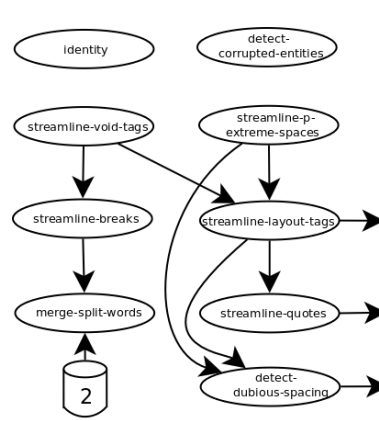 identity
detect-
corrupted-entities
streamline-void-tags
streamline-p-
extreme-spaces
streamline-breaks
streamline-layout-tags
merge-split-words
streamline-quotes
2
detect-
dubious-spacing